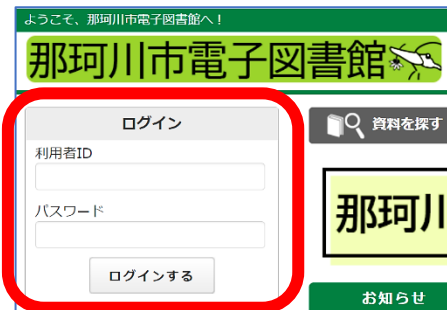 ようこそ、那珂川市電子図書館へ！
那珂川市電子図書館
ログイン
利用者ID
パスワード
ログインする
資料を探す
那珂川
お知らせ